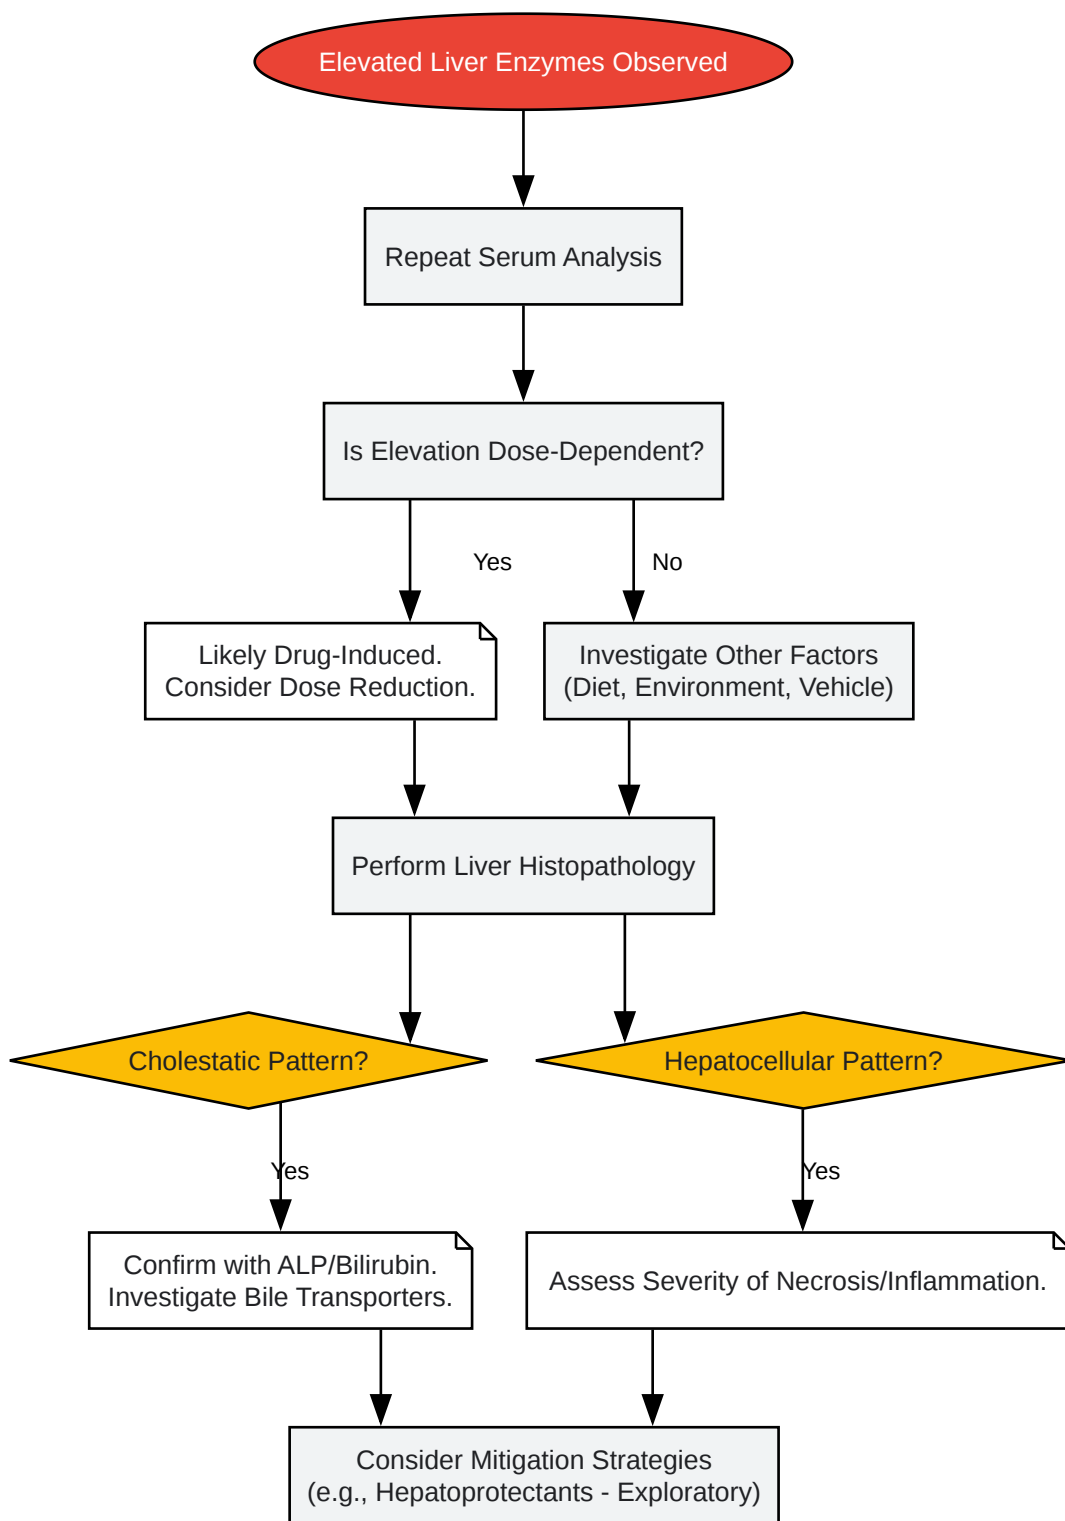 Elevated Liver Enzymes Observed
Repeat Serum Analysis
Is Elevation Dose-Dependent?
Yes
No
Likely Drug-Induced.
Consider Dose Reduction.
Investigate Other Factors
(Diet, Environment, Vehicle)
Perform Liver Histopathology
Cholestatic Pattern?
Hepatocellular Pattern?
Yes
Yes
Confirm with ALP/Bilirubin.
Investigate Bile Transporters.
Assess Severity of Necrosis/Inflammation.
Consider Mitigation Strategies
(e.g., Hepatoprotectants - Exploratory)